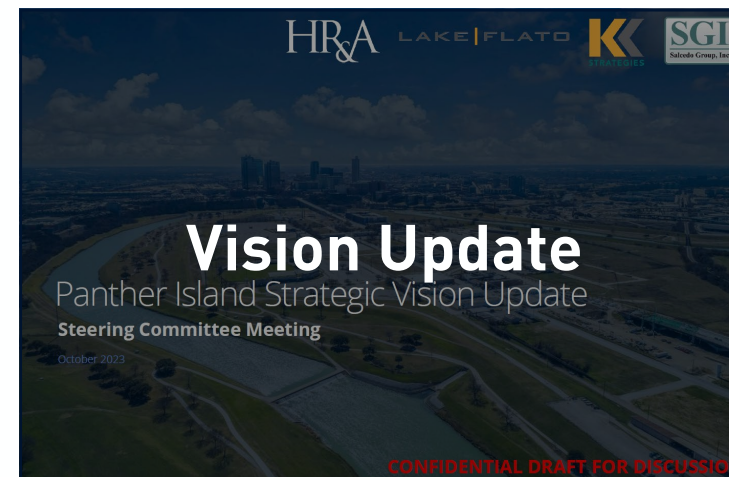 HR&A LAKE|FLATO KK STRATEGIES SGI Salcedo Group, Inc
Vision Update
Panther Island Strategic Vision Update
Steering Committee Meeting
October 2023
CONFIDENTIAL DRAFT FOR DISCUSSIO